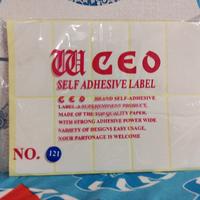 W CEO
SELF ADHESIVE LABEL
CEO BRAND SELF-ADHESIVE
LABEL A SUPERIOR PRODUCT,
MADE OF THE TOP QUALITY PAPER,
WITH STRONG ADHESIVE POWER WIDE
VARIETY OF DESIGNS EASY USAGE,
YOUR PARTONAGE IS WELCOME
NO. 121